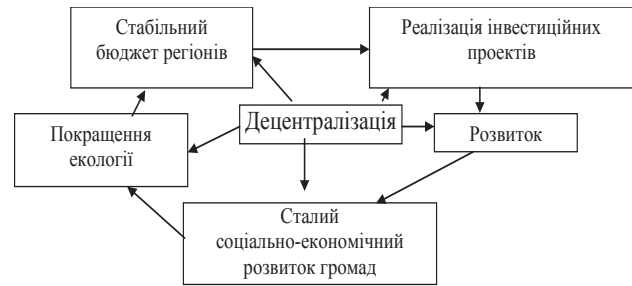 Стабільний
бюджет регіонів
Реалізація інвестиційних
проектів
Децентралізація
Покращення
екології
Розвиток
Сталий
соціально-економічний
розвиток громад